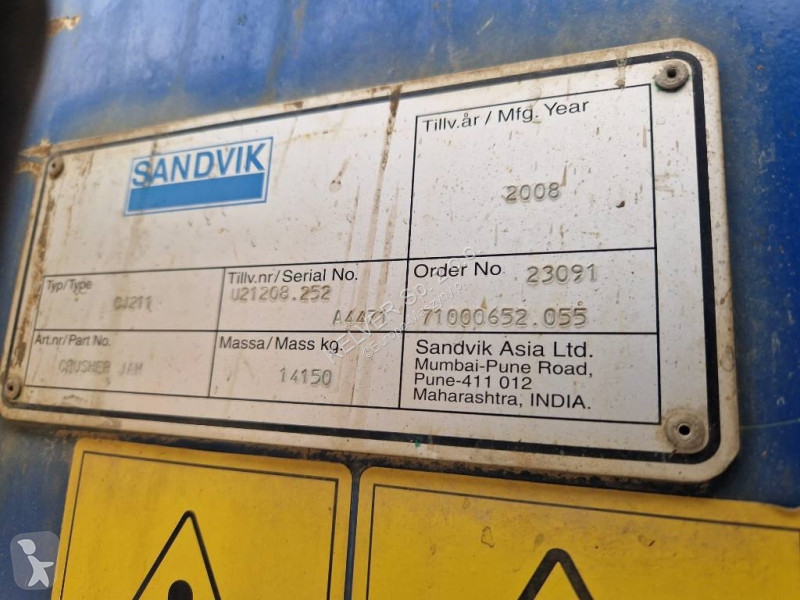 SANDVIK
Tillv.år / Mfg. Year
2008
Typ/Type
CJ211
Tillv.nr/Serial No.
U21208.252
Order No 23091
71000652.055
Art.nr/Part No.
CRUSHER JAW
Massa/Mass kg.
14150
Sandvik Asia Ltd.
Mumbai-Pune Road,
Pune-411 012
Maharashtra, INDIA.